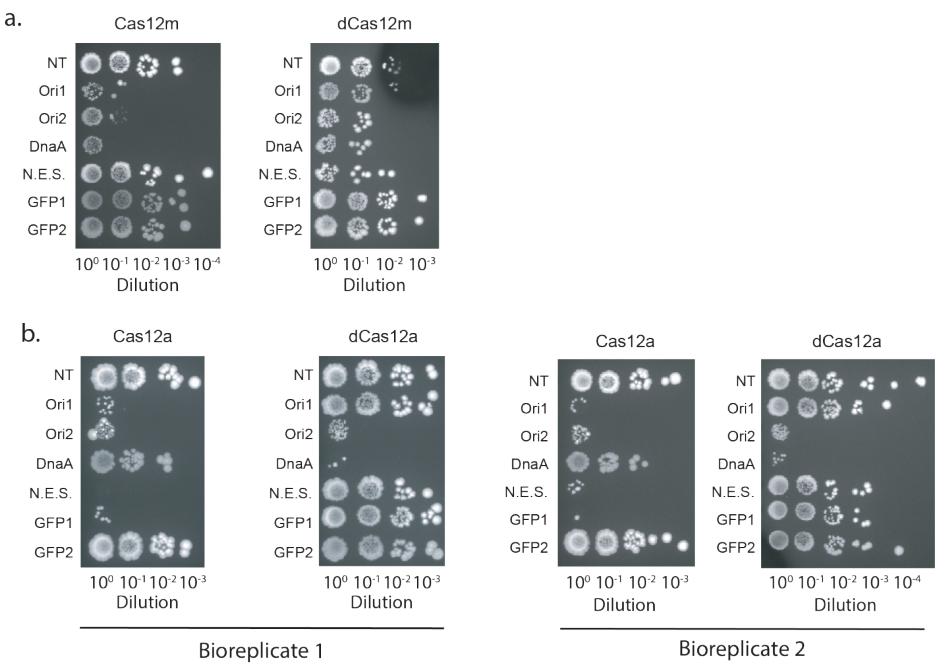 a.
Cas12m
dCas12m
NT
Ori1
Ori2
DnaA
N.E.S.
GFP1
GFP2
10⁰ 10⁻¹ 10⁻² 10⁻³ 10⁻⁴
Dilution
NT
Ori1
Ori2
DnaA
N.E.S.
GFP1
GFP2
10⁰ 10⁻¹ 10⁻² 10⁻³
Dilution
b.
Cas12a
dCas12a
Cas12a
dCas12a
NT
Ori1
Ori2
DnaA
N.E.S.
GFP1
GFP2
10⁰ 10⁻¹ 10⁻² 10⁻³
Dilution
NT
Ori1
Ori2
DnaA
N.E.S.
GFP1
GFP2
10⁰ 10⁻¹ 10⁻² 10⁻³
Dilution
Bioreplicate 1
NT
Ori1
Ori2
DnaA
N.E.S.
GFP1
GFP2
10⁰ 10⁻¹ 10⁻² 10⁻³
Dilution
NT
Ori1
Ori2
DnaA
N.E.S.
GFP1
GFP2
10⁰ 10⁻¹ 10⁻² 10⁻³ 10⁻⁴
Dilution
Bioreplicate 2